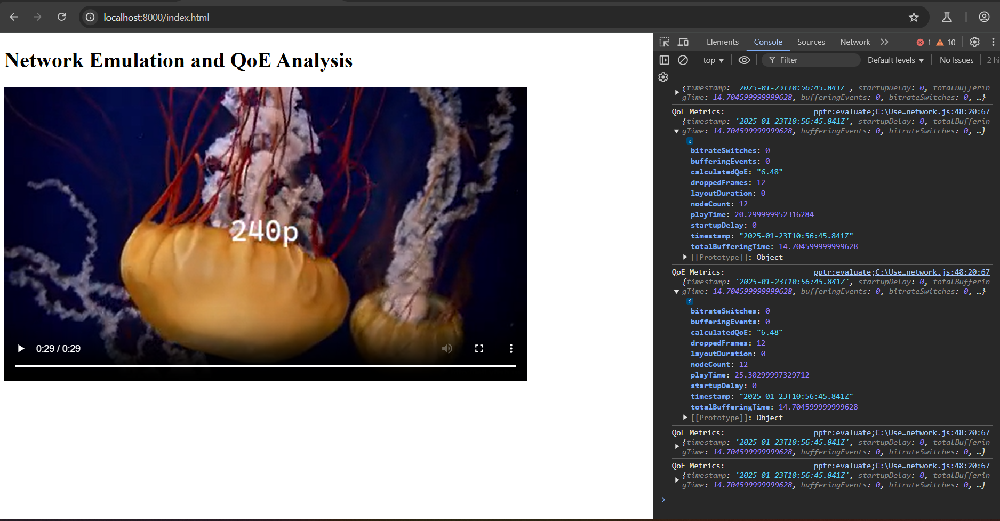 localhost:8000/index.html
Network Emulation and QoE Analysis
240p
0:29 / 0:29
Elements Console Sources Network 1 10
top Filter Default levels No Issues 2 hi
{timestamp: '2025-01-23T10:56:45.841Z', startupDelay: 0, totalBufferin
gTime: 14.704599999999628, bufferingEvents: 0, bitrateSwitches: 0, …}
QoE Metrics: pptr:evaluate;C:\Use…network.js:48:20:67
{timestamp: '2025-01-23T10:56:45.841Z', startupDelay: 0, totalBufferin
gTime: 14.704599999999628, bufferingEvents: 0, bitrateSwitches: 0, …}
i
bitrateSwitches: 0
bufferingEvents: 0
calculatedQoE: "6.48"
droppedFrames: 12
layoutDuration: 0
nodeCount: 12
playTime: 20.299999952316284
startupDelay: 0
timestamp: "2025-01-23T10:56:45.841Z"
totalBufferingTime: 14.704599999999628
[[Prototype]]: Object
QoE Metrics: pptr:evaluate;C:\Use…network.js:48:20:67
{timestamp: '2025-01-23T10:56:45.841Z', startupDelay: 0, totalBufferin
gTime: 14.704599999999628, bufferingEvents: 0, bitrateSwitches: 0, …}
i
bitrateSwitches: 0
bufferingEvents: 0
calculatedQoE: "6.48"
droppedFrames: 12
layoutDuration: 0
nodeCount: 12
playTime: 25.30299997329712
startupDelay: 0
timestamp: "2025-01-23T10:56:45.841Z"
totalBufferingTime: 14.704599999999628
[[Prototype]]: Object
QoE Metrics: pptr:evaluate;C:\Use…network.js:48:20:67
{timestamp: '2025-01-23T10:56:45.841Z', startupDelay: 0, totalBufferin
gTime: 14.704599999999628, bufferingEvents: 0, bitrateSwitches: 0, …}
QoE Metrics: pptr:evaluate;C:\Use…network.js:48:20:67
{timestamp: '2025-01-23T10:56:45.841Z', startupDelay: 0, totalBufferin
gTime: 14.704599999999628, bufferingEvents: 0, bitrateSwitches: 0, …}